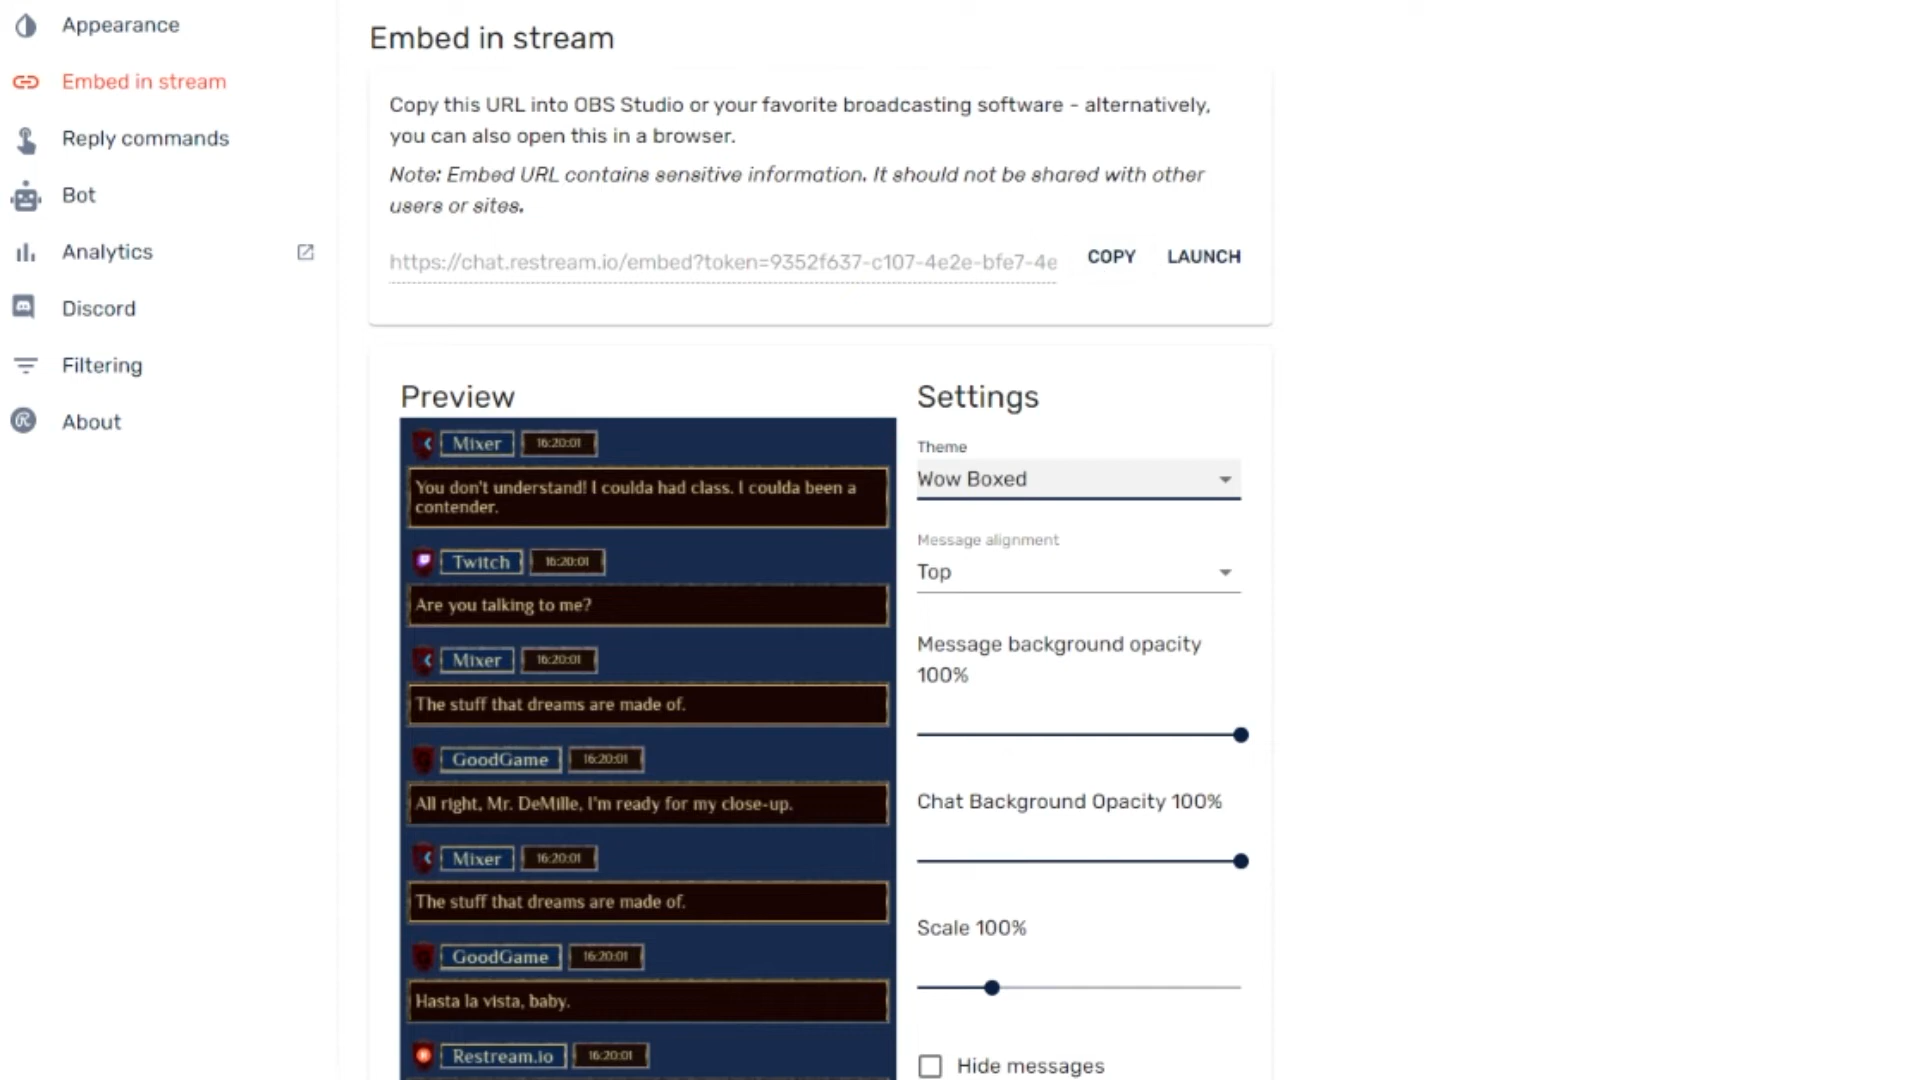 Appearance
Embed in stream
Reply commands
Bot
Analytics
Discord
Filtering
About
Embed in stream
Copy this URL into OBS Studio or your favorite broadcasting software - alternatively,
you can also open this in a browser.
Note: Embed URL contains sensitive information. It should not be shared with other
users or sites.
https://chat.restream.io/embed?token=9352f637-c107-4e2e-bfe7-4e
COPY
LAUNCH
Preview
Mixer 16:20:01
You don't understand! I coulda had class. I coulda been a
contender.
Twitch 16:20:01
Are you talking to me?
Mixer 16:20:01
The stuff that dreams are made of.
GoodGame 16:20:01
All right, Mr. DeMille, I'm ready for my close-up.
Mixer 16:20:01
The stuff that dreams are made of.
GoodGame 16:20:01
Hasta la vista, baby.
Restream.io 16:20:01
Settings
Theme
Wow Boxed
Message alignment
Top
Message background opacity
100%
Chat Background Opacity 100%
Scale 100%
Hide messages